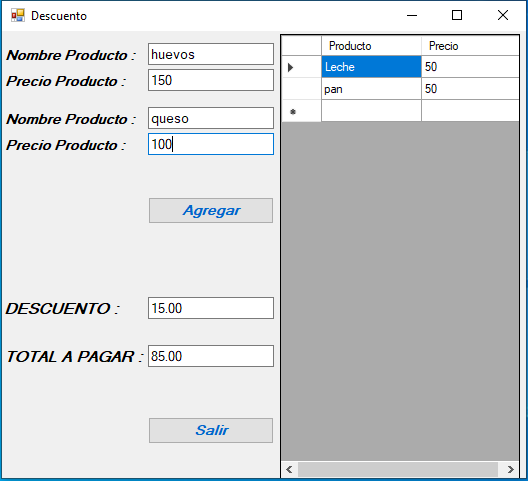 Descuento
Nombre Producto : huevos
Precio Producto : 150
Nombre Producto : queso
Precio Producto : 100
Agregar
DESCUENTO : 15.00
TOTAL A PAGAR : 85.00
Salir
Producto Precio
Leche 50
pan 50